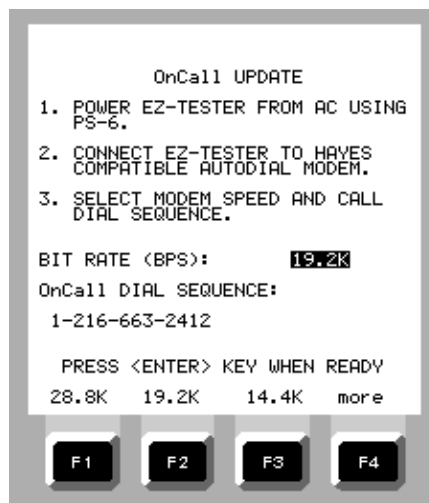 OnCall UPDATE
1. POWER EZ-TESTER FROM AC USING
PS-6.
2. CONNECT EZ-TESTER TO HAYES
COMPATIBLE AUTODIAL MODEM.
3. SELECT MODEM SPEED AND CALL
DIAL SEQUENCE.
BIT RATE (BPS): 19.2K
OnCall DIAL SEQUENCE:
1-216-663-2412
PRESS <ENTER> KEY WHEN READY
28.8K 19.2K 14.4K more
F1 F2 F3 F4